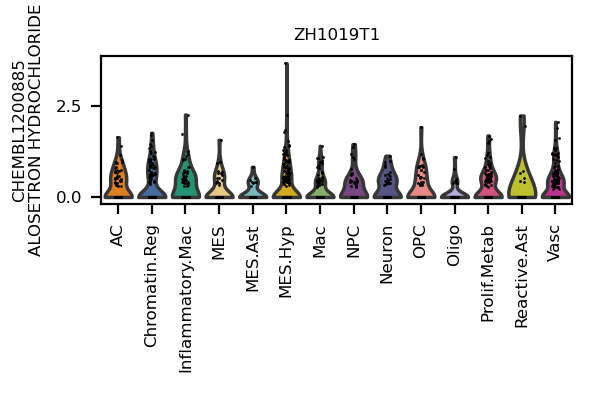 ZH1019T1
CHEMBL1200885
ALOSETRON HYDROCHLORIDE
2.5
0.0
AC
Chromatin.Reg
Inflammatory.Mac
MES
MES.Ast
MES.Hyp
Mac
NPC
Neuron
OPC
Oligo
Prolif.Metab
Reactive.Ast
Vasc